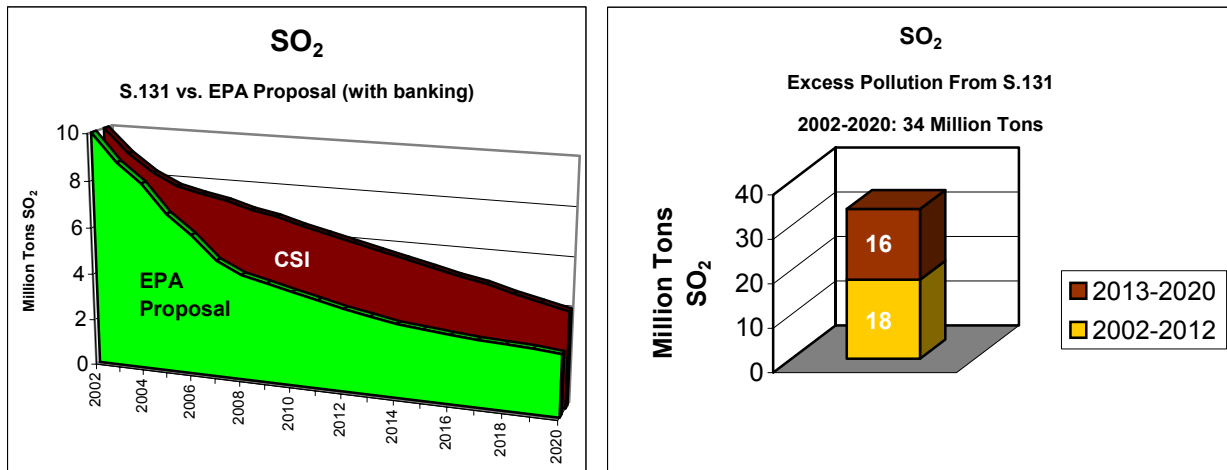 SO2
S.131 vs. EPA Proposal (with banking)
Million Tons SO2
10
8
6
4
2
0
CSI
EPA
Proposal
2002
2004
2006
2008
2010
2012
2014
2016
2018
2020
SO2
Excess Pollution From S.131
2002-2020: 34 Million Tons
Million Tons
SO2
40
30
20
10
0
16
18
2013-2020
2002-2012